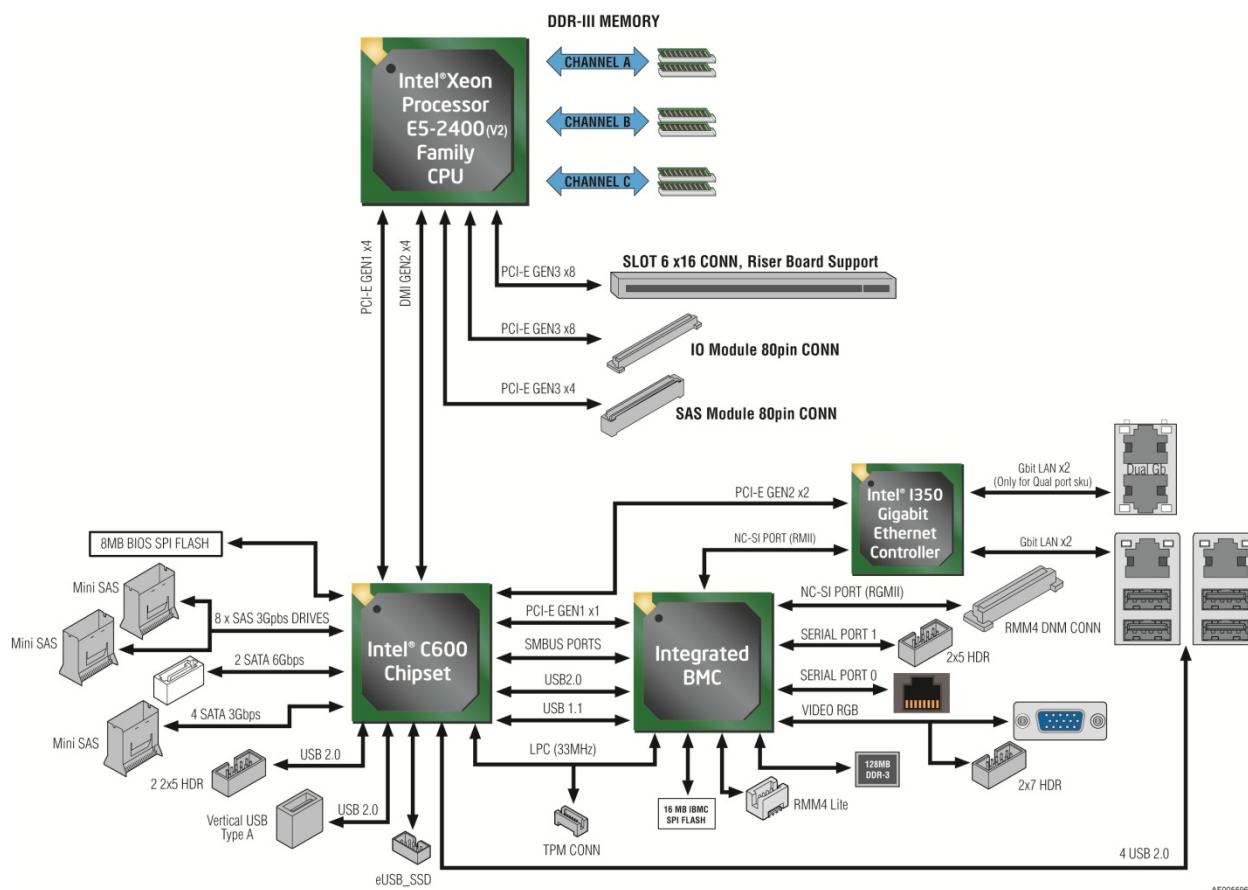 DDR-III MEMORY
Intel® Xeon
Processor
E5-2400 (V2)
Family
CPU
CHANNEL A
CHANNEL B
CHANNEL C
PCI-E GEN1 x4
DMI GEN2 x4
PCI-E GEN3 x8
SLOT 6 x16 CONN, Riser Board Support
PCI-E GEN3 x8
IO Module 80pin CONN
PCI-E GEN3 x4
SAS Module 80pin CONN
PCI-E GEN2 x2
Intel® I350
Gigabit
Ethernet
Controller
Gbit LAN x2
(Only for Qual port sku)
Dual Gb
NC-SI PORT (RMII)
Gbit LAN x2
8MB BIOS SPI FLASH
Mini SAS
Mini SAS
8 x SAS 3Gpbs DRIVES
2 SATA 6Gbps
4 SATA 3Gbps
Mini SAS
Intel® C600
Chipset
PCI-E GEN1 x1
SMBUS PORTS
USB2.0
USB 1.1
LPC (33MHz)
Integrated
BMC
NC-SI PORT (RGMII)
RMM4 DNM CONN
SERIAL PORT 1
2x5 HDR
SERIAL PORT 0
VIDEO RGB
2x7 HDR
USB 2.0
2 2x5 HDR
USB 2.0
Vertical USB
Type A
eUSB_SSD
TPM CONN
16 MB IBMC
SPI FLASH
RMM4 Lite
128MB
DDR-3
4 USB 2.0